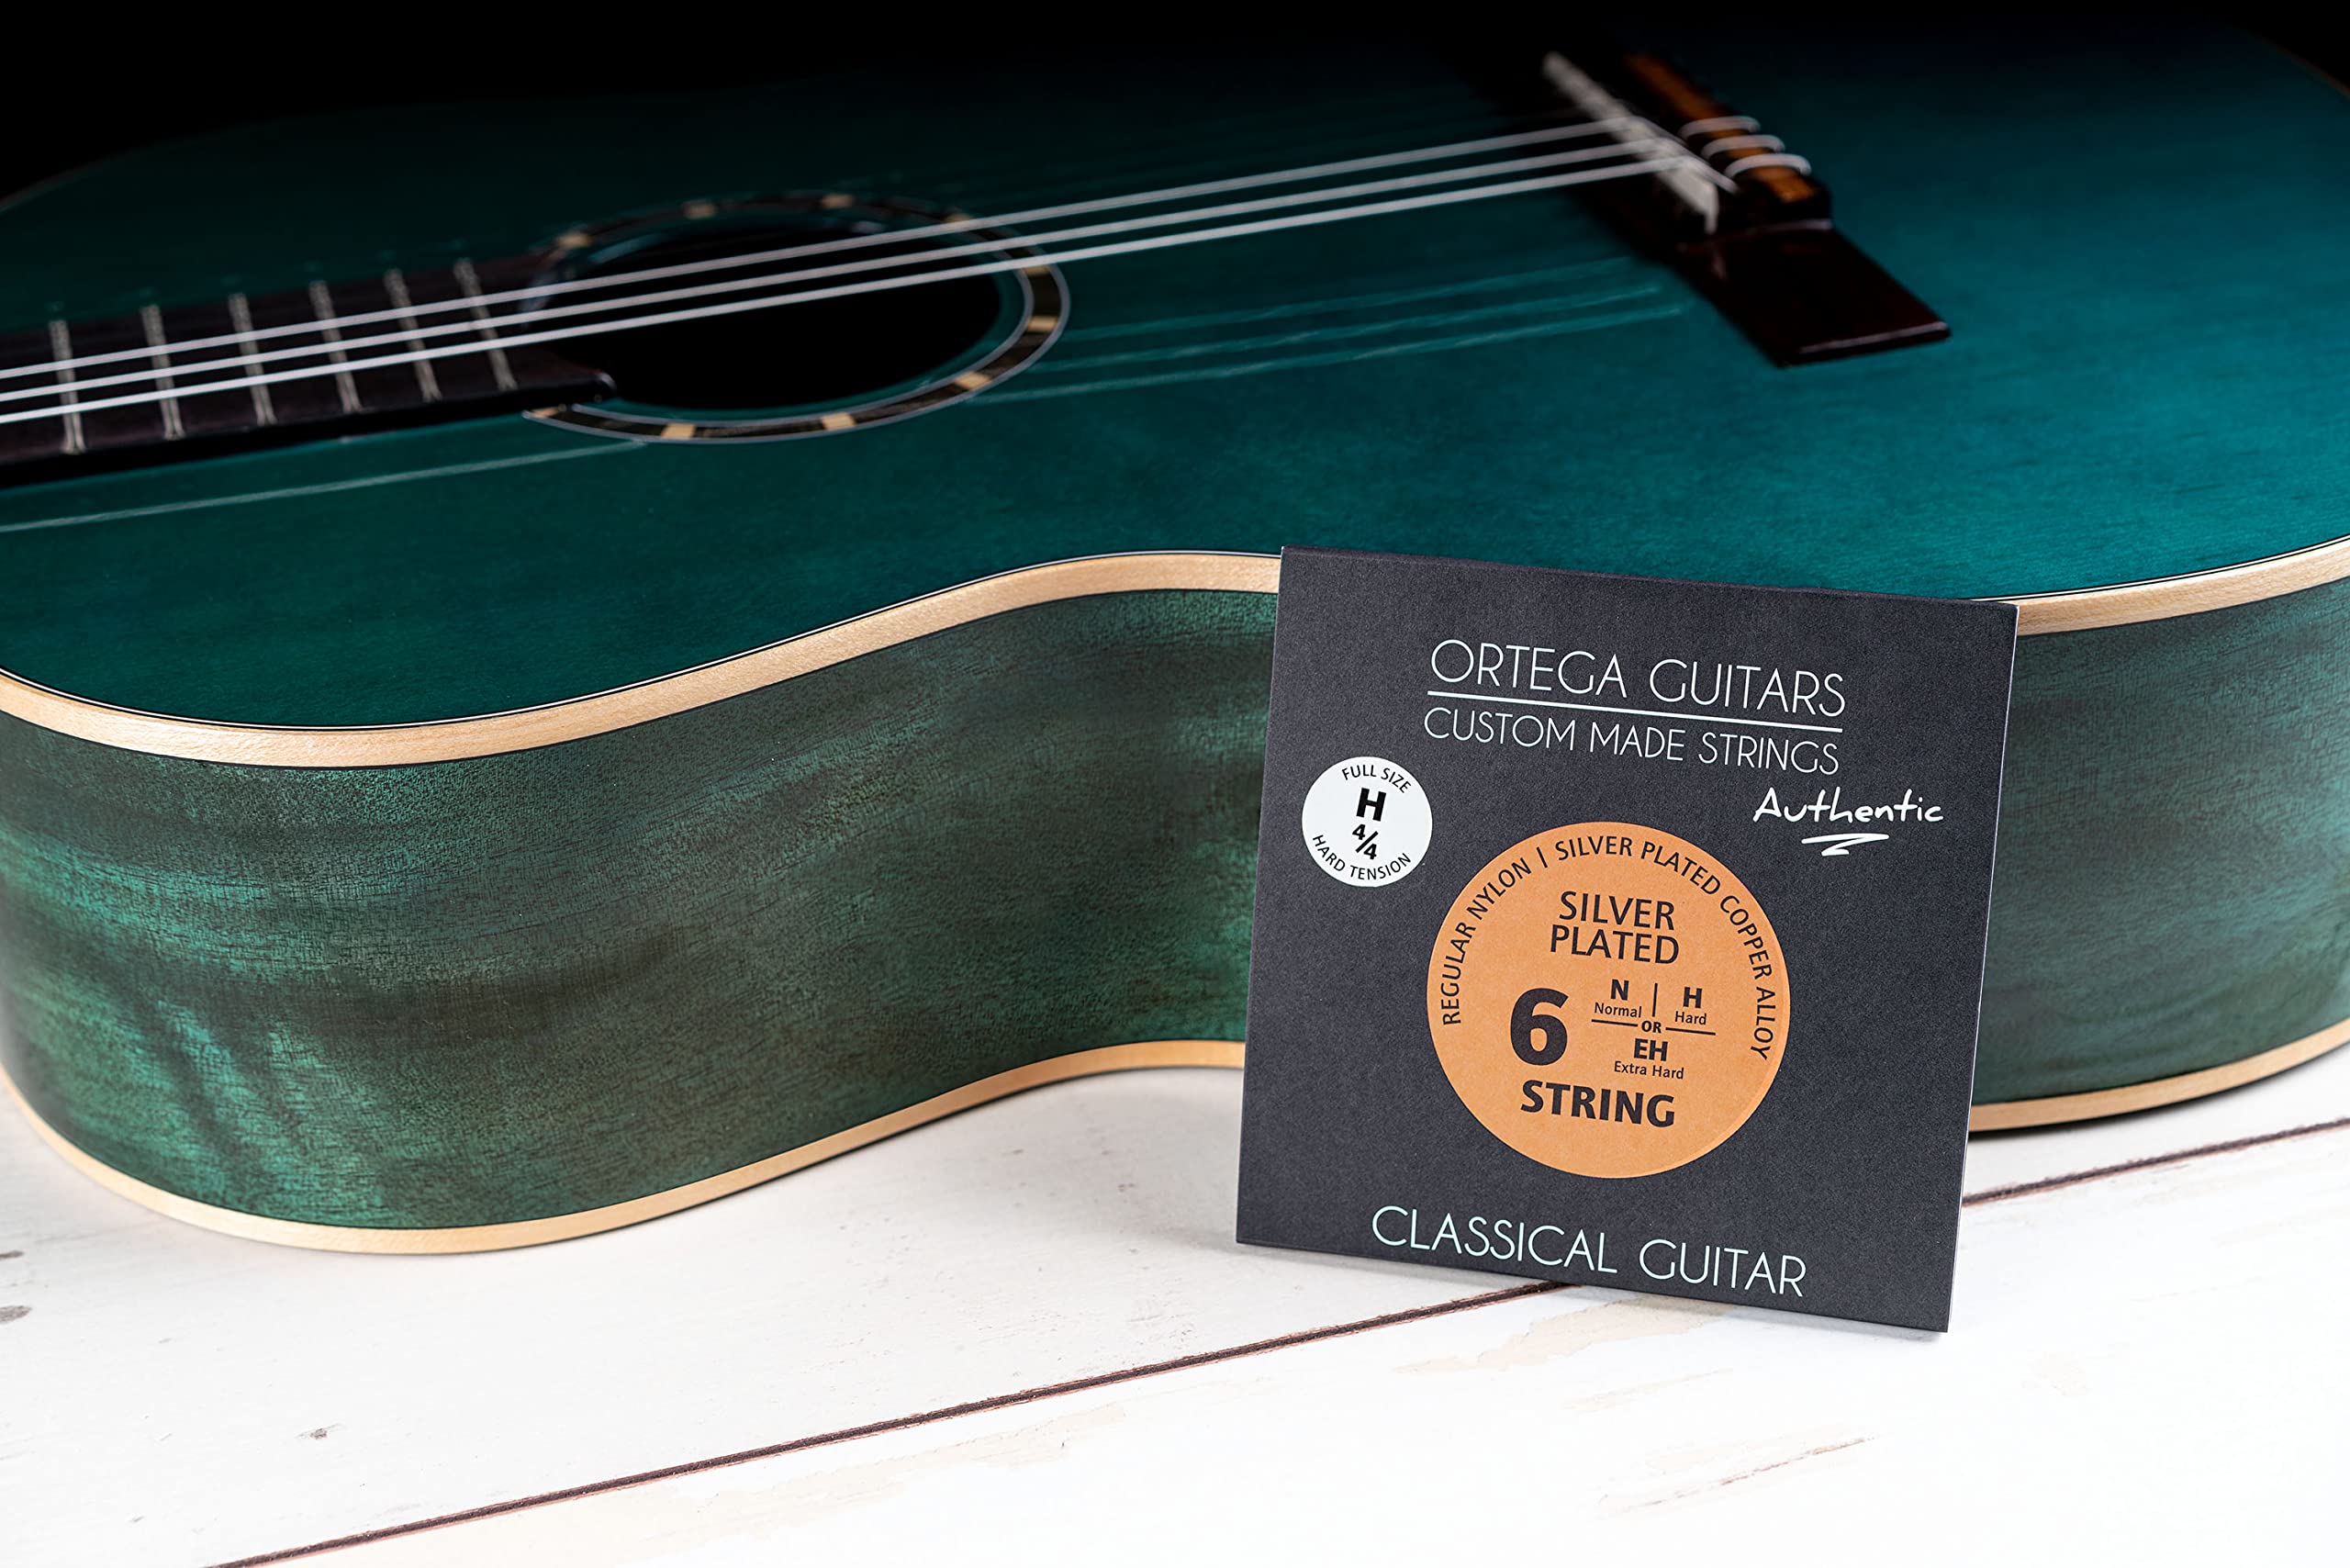 ORTEGA GUITARS
CUSTOM MADE STRINGS
Authentic
FULL SIZE
H
4/4
HARD TENSION
REGULAR NYLON | SILVER PLATED COPPER ALLOY
SILVER
PLATED
6
N | H
Normal Hard
OR
EH
Extra Hard
STRING
CLASSICAL GUITAR